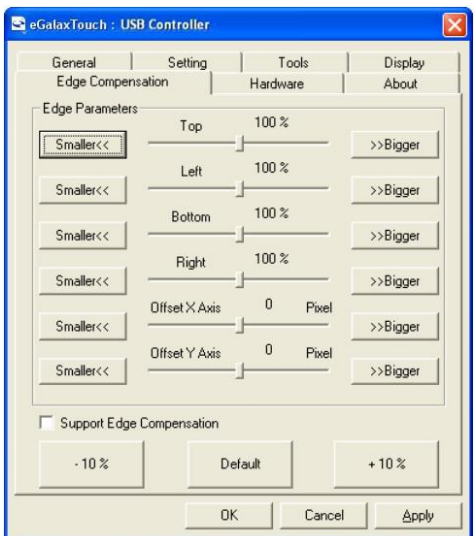 eGalaxTouch : USB Controller
General Setting Tools Display
Edge Compensation Hardware About
Edge Parameters
Top 100 %
Smaller<< >>Bigger
Left 100 %
Smaller<< >>Bigger
Bottom 100 %
Smaller<< >>Bigger
Right 100 %
Smaller<< >>Bigger
Offset X Axis 0 Pixel
Smaller<< >>Bigger
Offset Y Axis 0 Pixel
Smaller<< >>Bigger
Support Edge Compensation
- 10 % Default + 10 %
OK Cancel Apply